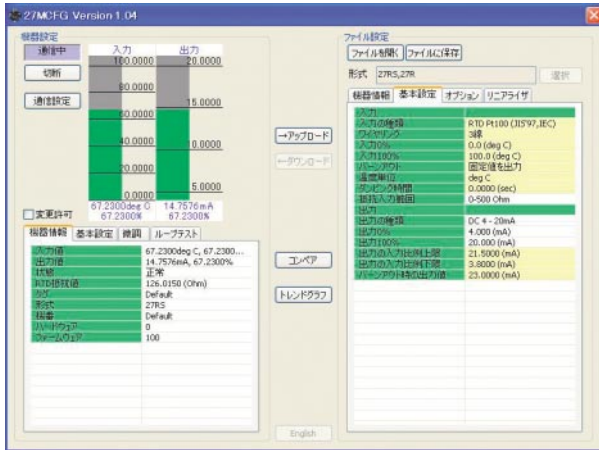 27MCFG Version 1.04
機器設定
通信中
切断
通信設定
入力
出力
100.0000
20.0000
80.0000
15.0000
60.0000
40.0000
10.0000
20.0000
5.0000
0.0000
67.2300deg C
14.7576mA
67.2300%
67.2300%
変更許可
機器情報 基本設定 微調 ループテスト
入力値 67.2300deg C, 67.2300...
出力値 14.7576mA, 67.2300%
状態 正常
RTD抵抗値 126.0150 (Ohm)
タグ Default
形式 27RS
機番 Default
ハードウェア 0
ファームウェア 100
→アップロード
←ダウンロード
コンペア
トレンドグラフ
English
ファイル設定
ファイルを開く ファイルに保存
形式 27RS,27R 選択
機器情報 基本設定 オプション リニアライザ
入力
入力の種類 RTD Pt100 (JIS'97,IEC)
ワイヤリング 3線
入力0% 0.0 (deg C)
入力100% 100.0 (deg C)
バーンアウト 固定値を出力
温度単位 deg C
ダンピング時間 0.0000 (sec)
抵抗入力範囲 0-500 Ohm
出力
出力の種類 DC 4 - 20mA
出力0% 4.000 (mA)
出力100% 20.000 (mA)
出力の入力比例上限 21.5000 (mA)
出力の入力比例下限 3.8000 (mA)
バーンアウト時の出力値 23.0000 (mA)